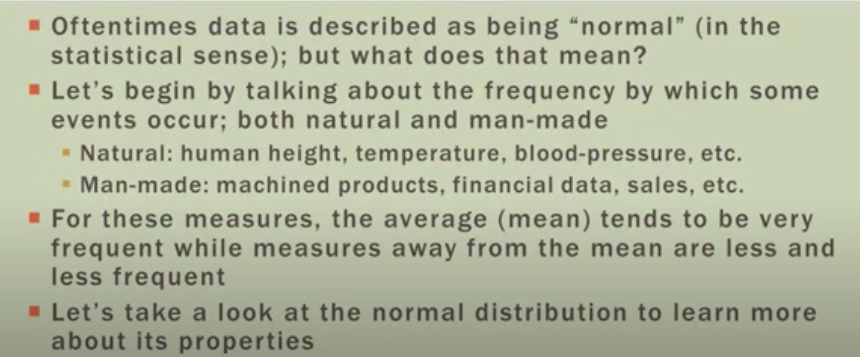 Oftentimes data is described as being “normal” (in the
statistical sense); but what does that mean?
Let’s begin by talking about the frequency by which some
events occur; both natural and man-made
Natural: human height, temperature, blood-pressure, etc.
Man-made: machined products, financial data, sales, etc.
For these measures, the average (mean) tends to be very
frequent while measures away from the mean are less and
less frequent
Let’s take a look at the normal distribution to learn more
about its properties